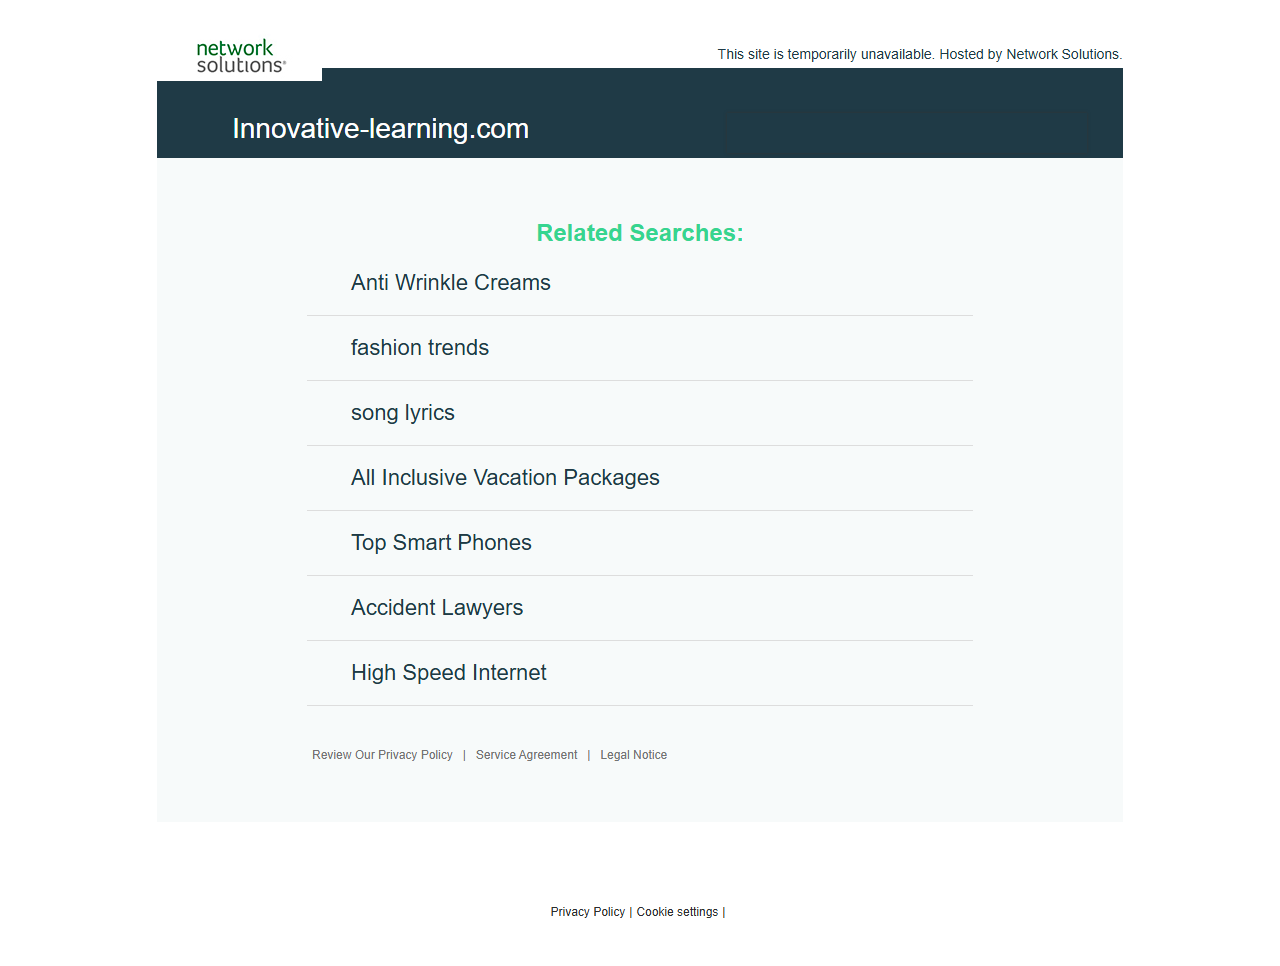 network
solutions®
This site is temporarily unavailable. Hosted by Network Solutions.
Innovative-learning.com
Related Searches:
Anti Wrinkle Creams
fashion trends
song lyrics
All Inclusive Vacation Packages
Top Smart Phones
Accident Lawyers
High Speed Internet
Review Our Privacy Policy | Service Agreement | Legal Notice
Privacy Policy | Cookie settings |